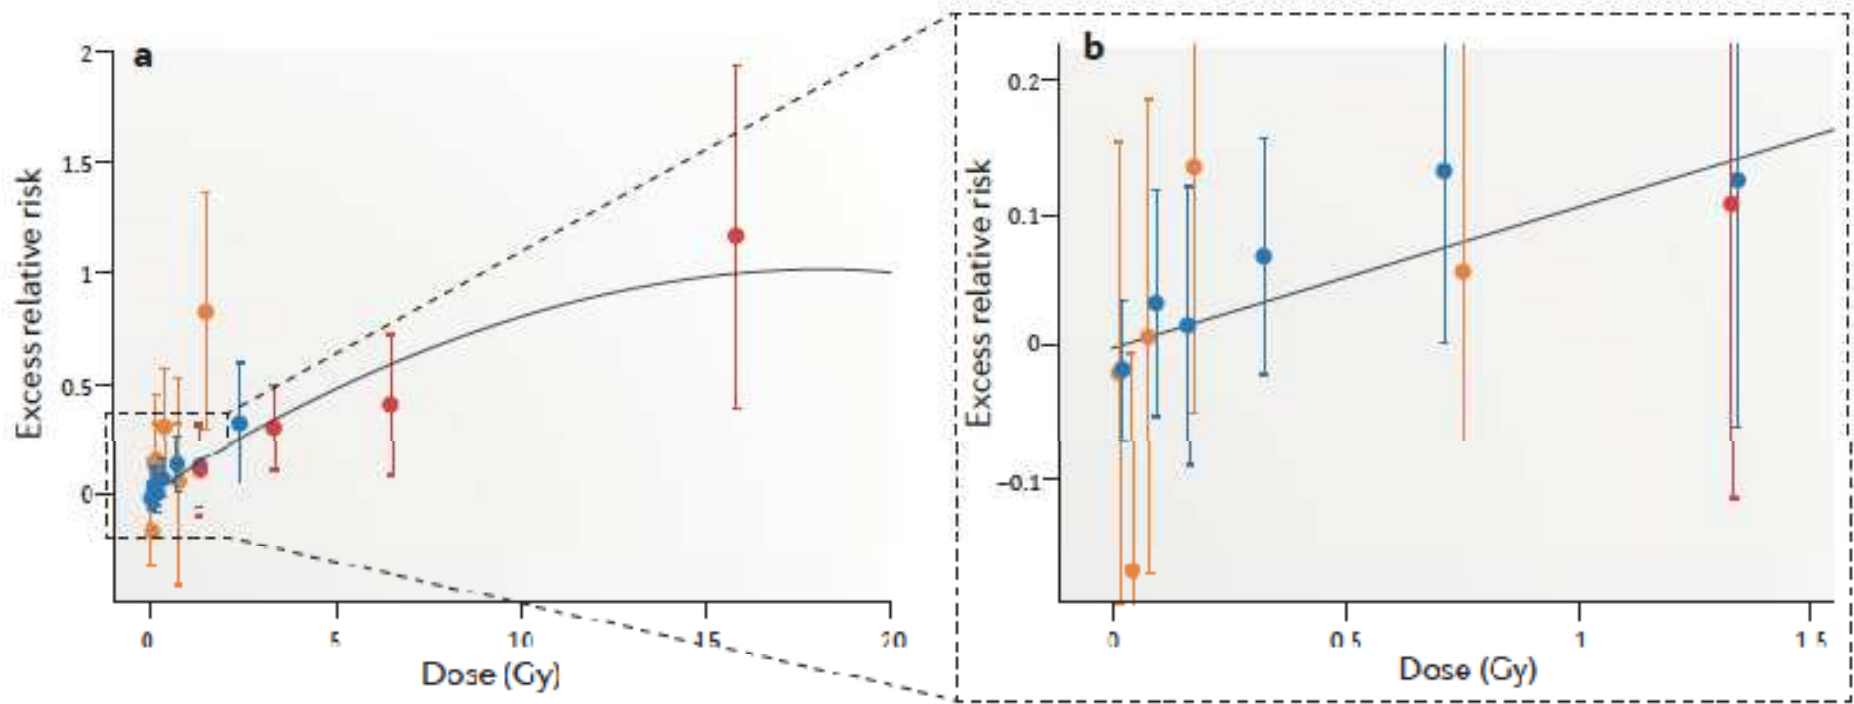 a
Excess relative risk
2
1.5
1
0.5
0
0 5 10 15 20
Dose (Gy)
b
Excess relative risk
0.2
0.1
0
−0.1
0 0.5 1 1.5
Dose (Gy)